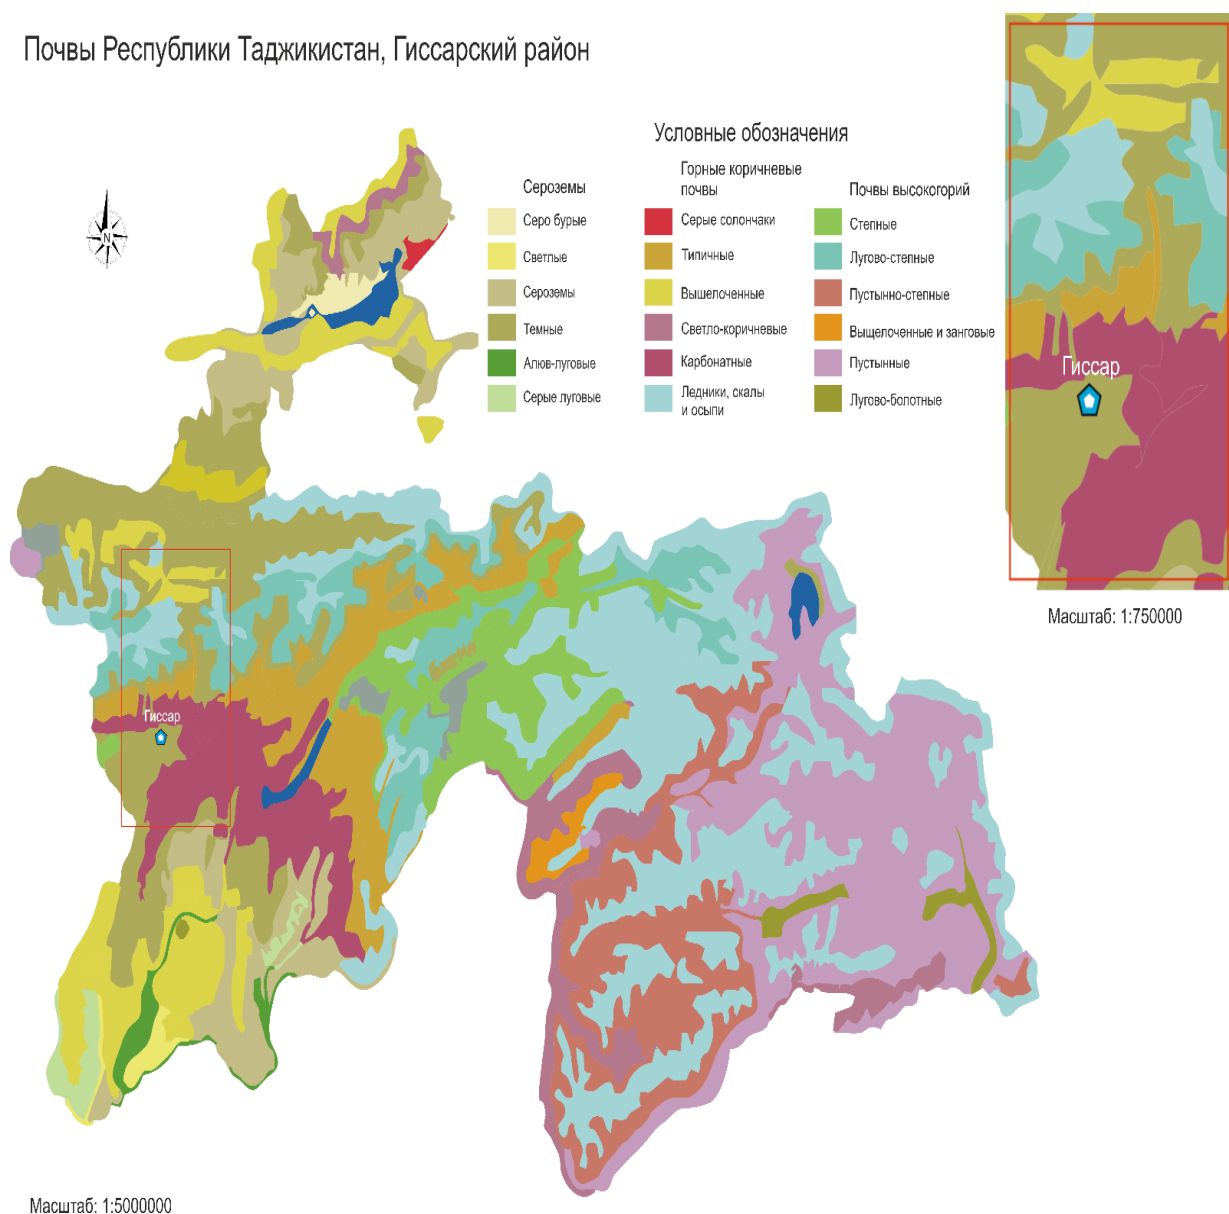 Почвы Республики Таджикистан, Гиссарский район
Условные обозначения
Сероземы
Серо бурые
Светлые
Сероземы
Темные
Алюв-луговые
Серые луговые
Горные коричневые
почвы
Серые солончаки
Типичные
Вышелоченные
Светло-коричневые
Карбонатные
Ледники, скалы
и осыпи
Почвы высокогорий
Степные
Лугово-степные
Пустынно-степные
Выщелоченные и занговые
Пустынные
Лугово-болотные
N
Гиссар
Масштаб: 1:750000
Гиссар
Масштаб: 1:5000000